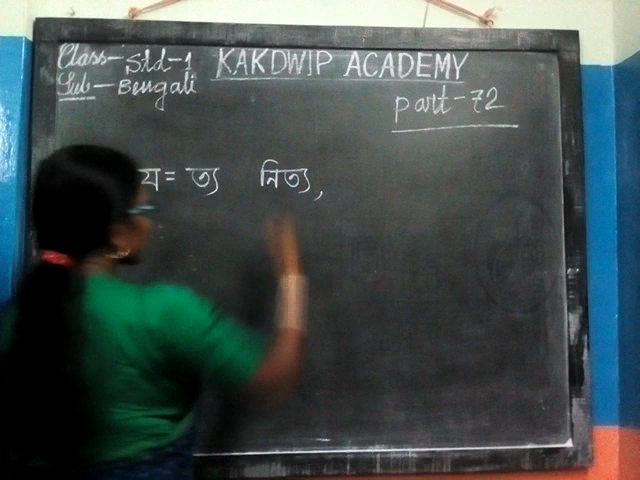 Class - Std-1 KAKDWIP ACADEMY
Sub - Bengali
part-72
য = ত্য নিত্য,